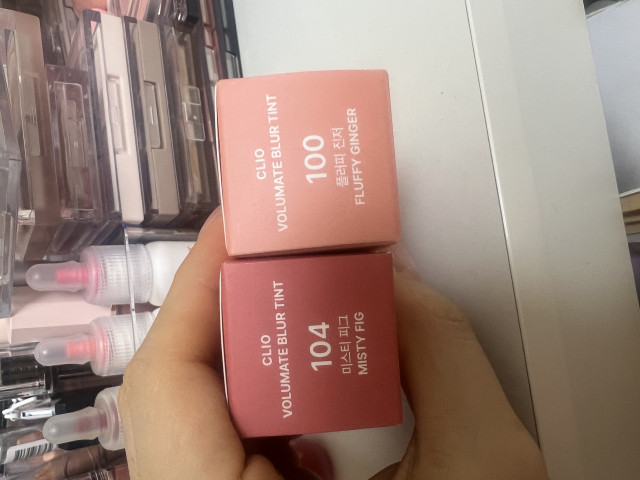 CLIO
VOLUMATE BLUR TINT
100
플러피 진저
FLUFFY GINGER
CLIO
VOLUMATE BLUR TINT
104
미스티 피그
MISTY FIG